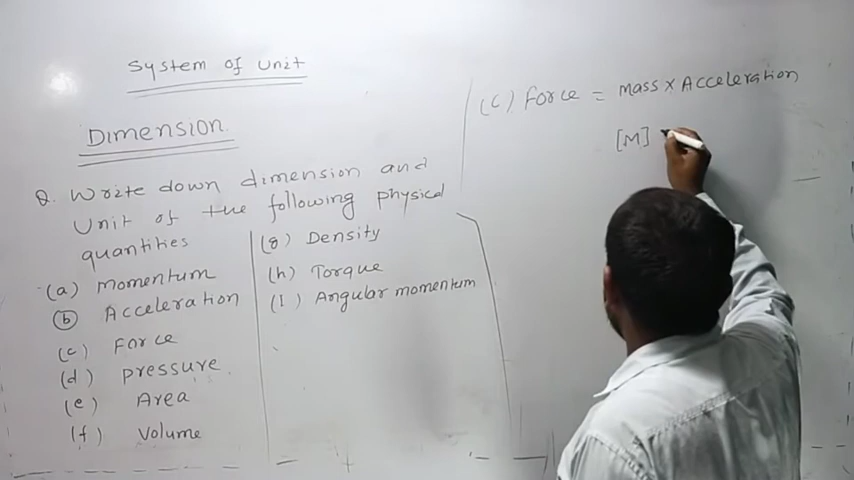 System of unit
Dimension
Q. Write down dimension and
Unit of the following physical
quantities
(a) Momentum
(b) Acceleration
(c) Force
(d) pressure
(e) Area
(f) Volume
(g) Density
(h) Torque
(I) Angular momentum
(c) Force = Mass x Acceleration
[M]